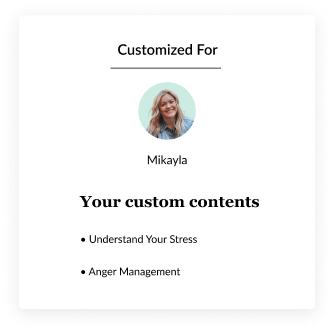 Customized For
Mikayla
Your custom contents
• Understand Your Stress
• Anger Management